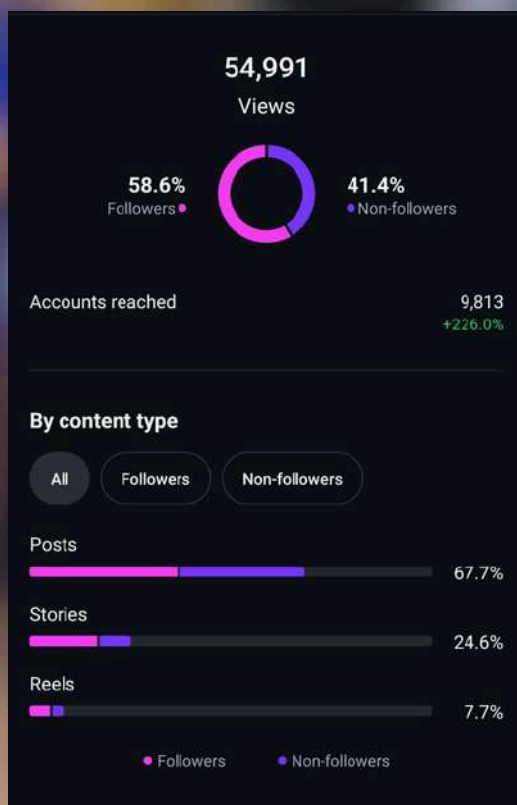 54,991
Views
58.6%
Followers
41.4%
Non-followers
Accounts reached
9,813
+226.0%
By content type
All
Followers
Non-followers
Posts
67.7%
Stories
24.6%
Reels
7.7%
Followers
Non-followers